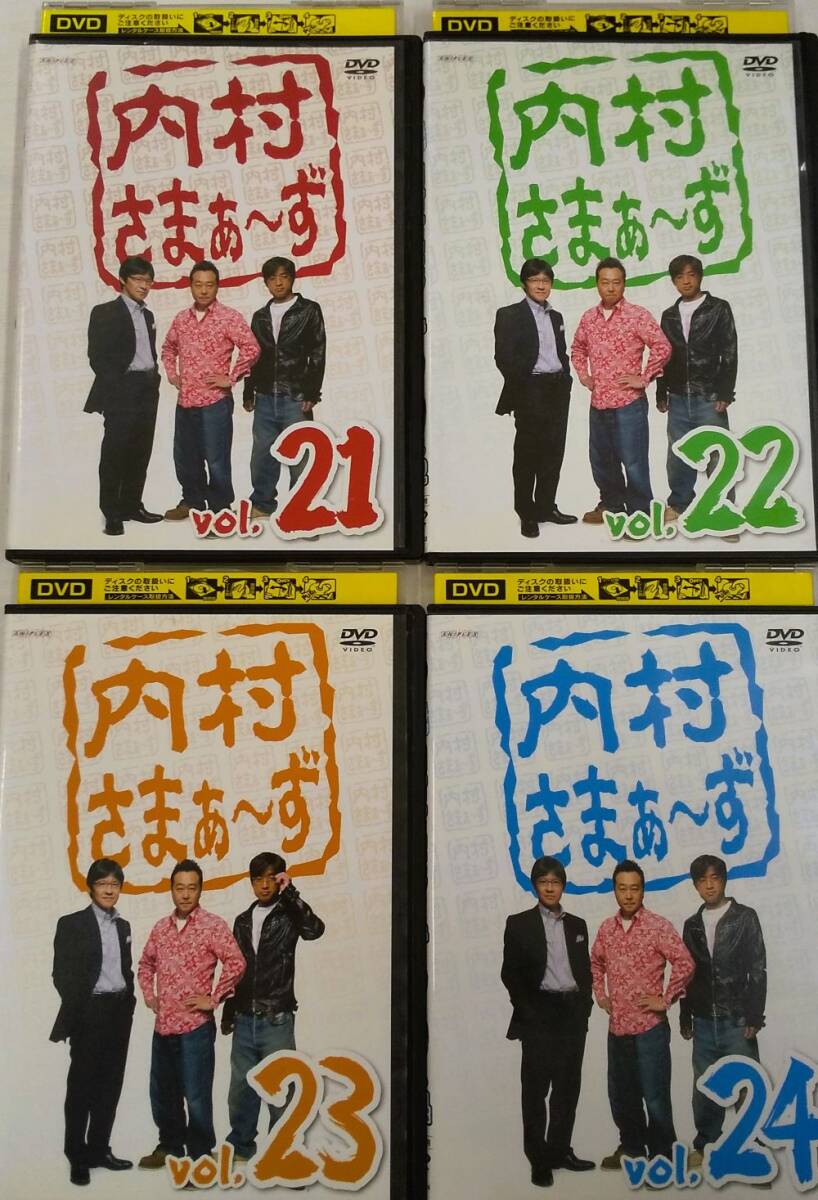 DVD
ディスクの取扱いに
ご注意ください
レンタルケース取扱方法
ANIPLEX
DVD
VIDEO
内村
さまぁ〜ず
vol.21
DVD
ディスクの取扱いに
ご注意ください
レンタルケース取扱方法
ANIPLEX
DVD
VIDEO
内村
さまぁ〜ず
vol.22
DVD
ディスクの取扱いに
ご注意ください
レンタルケース取扱方法
ANIPLEX
DVD
VIDEO
内村
さまぁ〜ず
vol.23
DVD
ディスクの取扱いに
ご注意ください
レンタルケース取扱方法
ANIPLEX
DVD
VIDEO
内村
さまぁ〜ず
vol.24